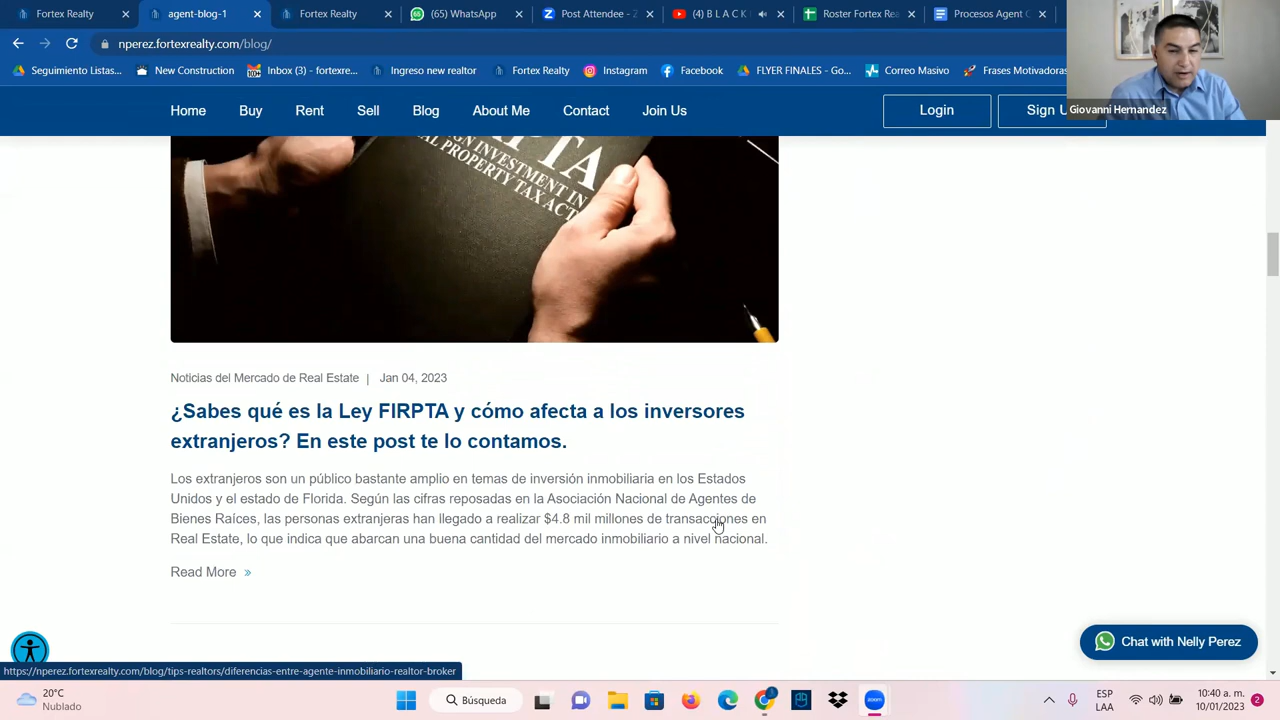 Fortex Realty
agent-blog-1
Fortex Realty
(65) WhatsApp
Post Attendee - Z
(4) B L A C K
Roster Fortex Rea
Procesos Agent C
nperez.fortexrealty.com/blog/
Seguimiento Listas...
New Construction
Inbox (3) - fortexre...
Ingreso new realtor
Fortex Realty
Instagram
Facebook
FLYER FINALES - Go...
Correo Masivo
Frases Motivadoras
Home
Buy
Rent
Sell
Blog
About Me
Contact
Join Us
Login
Sign U
Giovanni Hernandez
IGN INVESTMENT IN
AL PROPERTY TAX ACT
Noticias del Mercado de Real Estate | Jan 04, 2023
¿Sabes qué es la Ley FIRPTA y cómo afecta a los inversores
extranjeros? En este post te lo contamos.
Los extranjeros son un público bastante amplio en temas de inversión inmobiliaria en los Estados
Unidos y el estado de Florida. Según las cifras reposadas en la Asociación Nacional de Agentes de
Bienes Raíces, las personas extranjeras han llegado a realizar $4.8 mil millones de transacciones en
Real Estate, lo que indica que abarcan una buena cantidad del mercado inmobiliario a nivel nacional.
Read More »
Chat with Nelly Perez
https://nperez.fortexrealty.com/blog/tips-realtors/diferencias-entre-agente-inmobiliario-realtor-broker
20°C
Nublado
Búsqueda
ESP
LAA
10:40 a. m.
10/01/2023
2